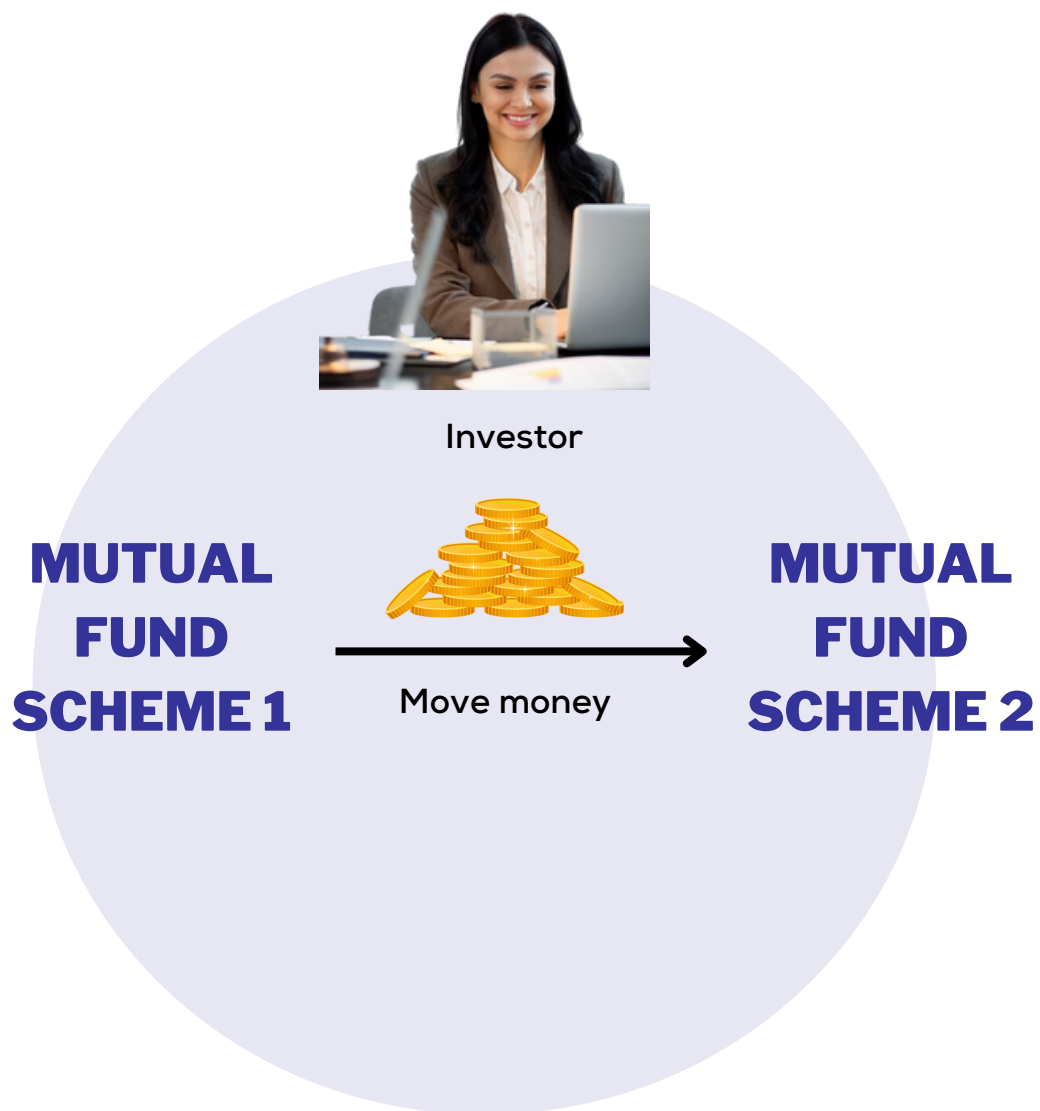 Investor
MUTUAL
FUND
SCHEME 1
Move money
MUTUAL
FUND
SCHEME 2